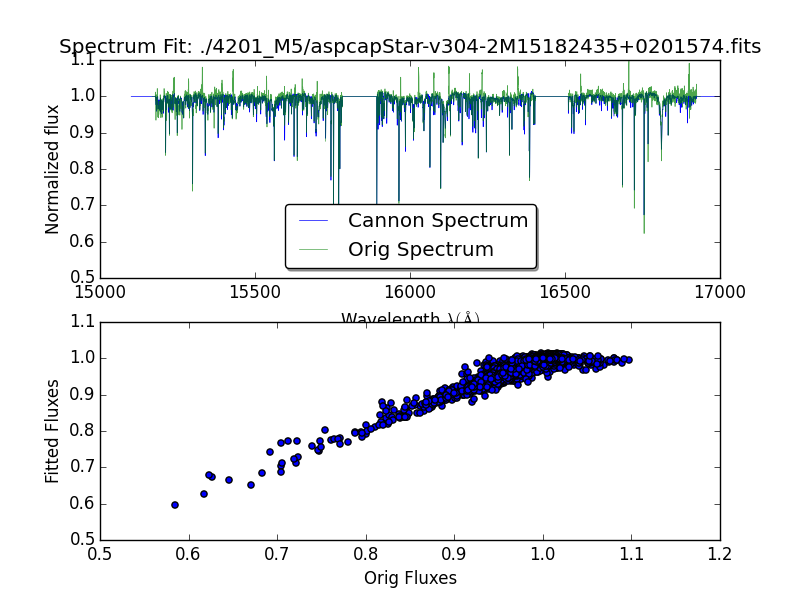 Spectrum Fit: ./4201_M5/aspcapStar-v304-2M15182435+0201574.fits
1.1
1.0
0.9
0.8
0.7
0.6
0.5
Normalized flux
Cannon Spectrum
Orig Spectrum
15000 15500 16000 16500 17000
Wavelength λ(Å)
1.1
1.0
0.9
0.8
0.7
0.6
0.5
Fitted Fluxes
0.5 0.6 0.7 0.8 0.9 1.0 1.1 1.2
Orig Fluxes